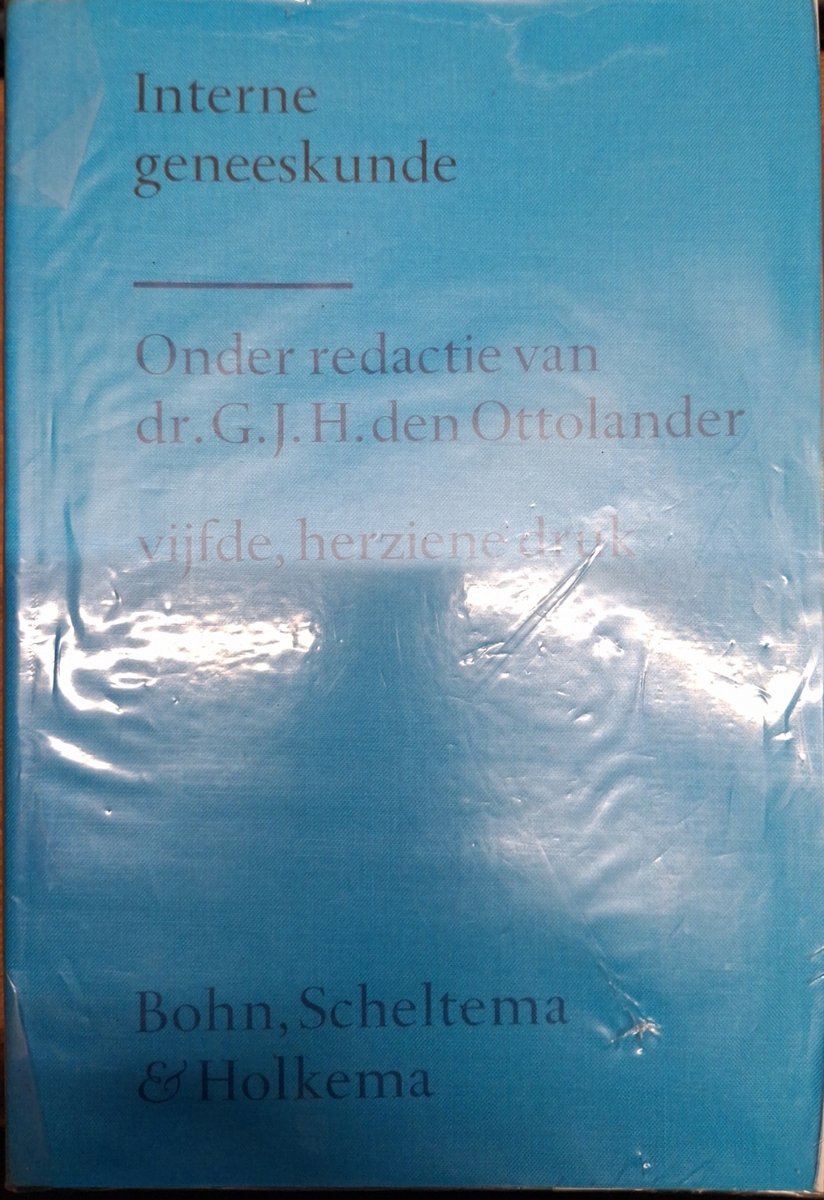 Interne
geneeskunde
Onder redactie van
dr. G. J. H. den Ottolander
vijfde, herziene druk
Bohn, Scheltema
& Holkema